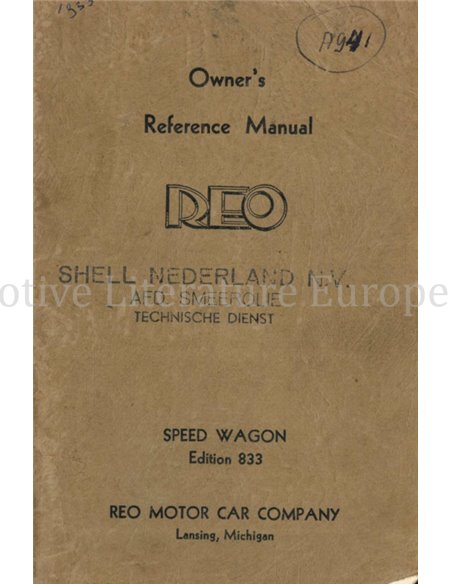 1933
A941
Owner's
Reference Manual
REO
SHELL NEDERLAND N.V.
AFD. SMEEROLIE
TECHNISCHE DIENST
otive Literature Europe
SPEED WAGON
Edition 833
REO MOTOR CAR COMPANY
Lansing, Michigan